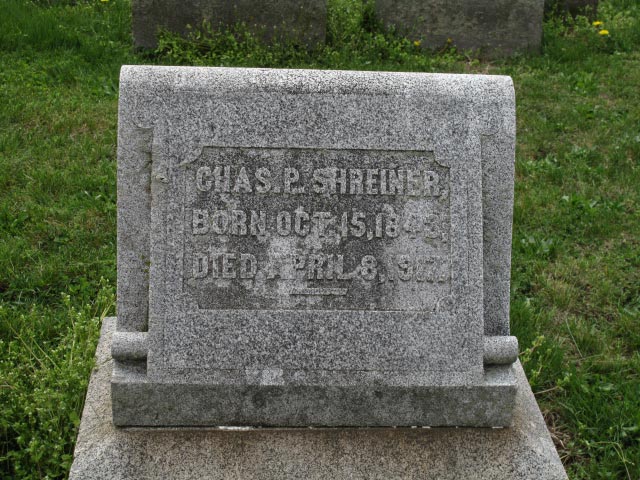 CHAS. P. SHREINER,
BORN OCT. 15,
DIED APRIL 8,